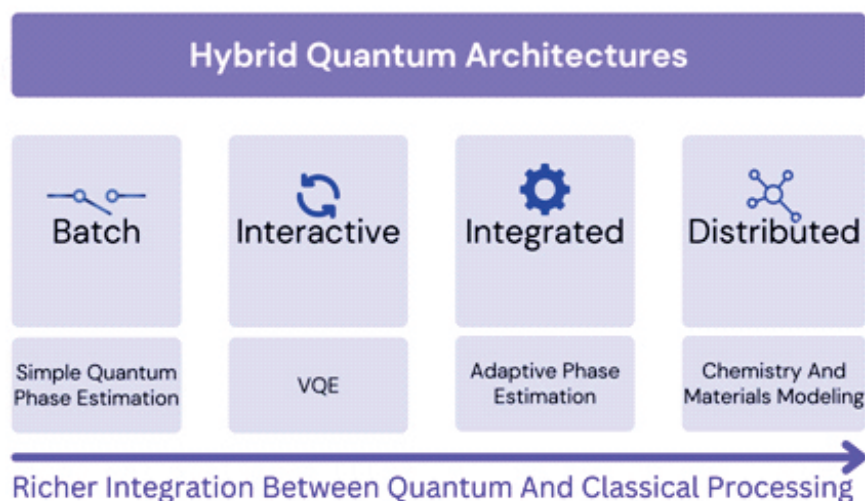 Hybrid Quantum Architectures
Batch
Interactive
Integrated
Distributed
Simple Quantum
Phase Estimation
VQE
Adaptive Phase
Estimation
Chemistry And
Materials Modeling
Richer Integration Between Quantum And Classical Processing